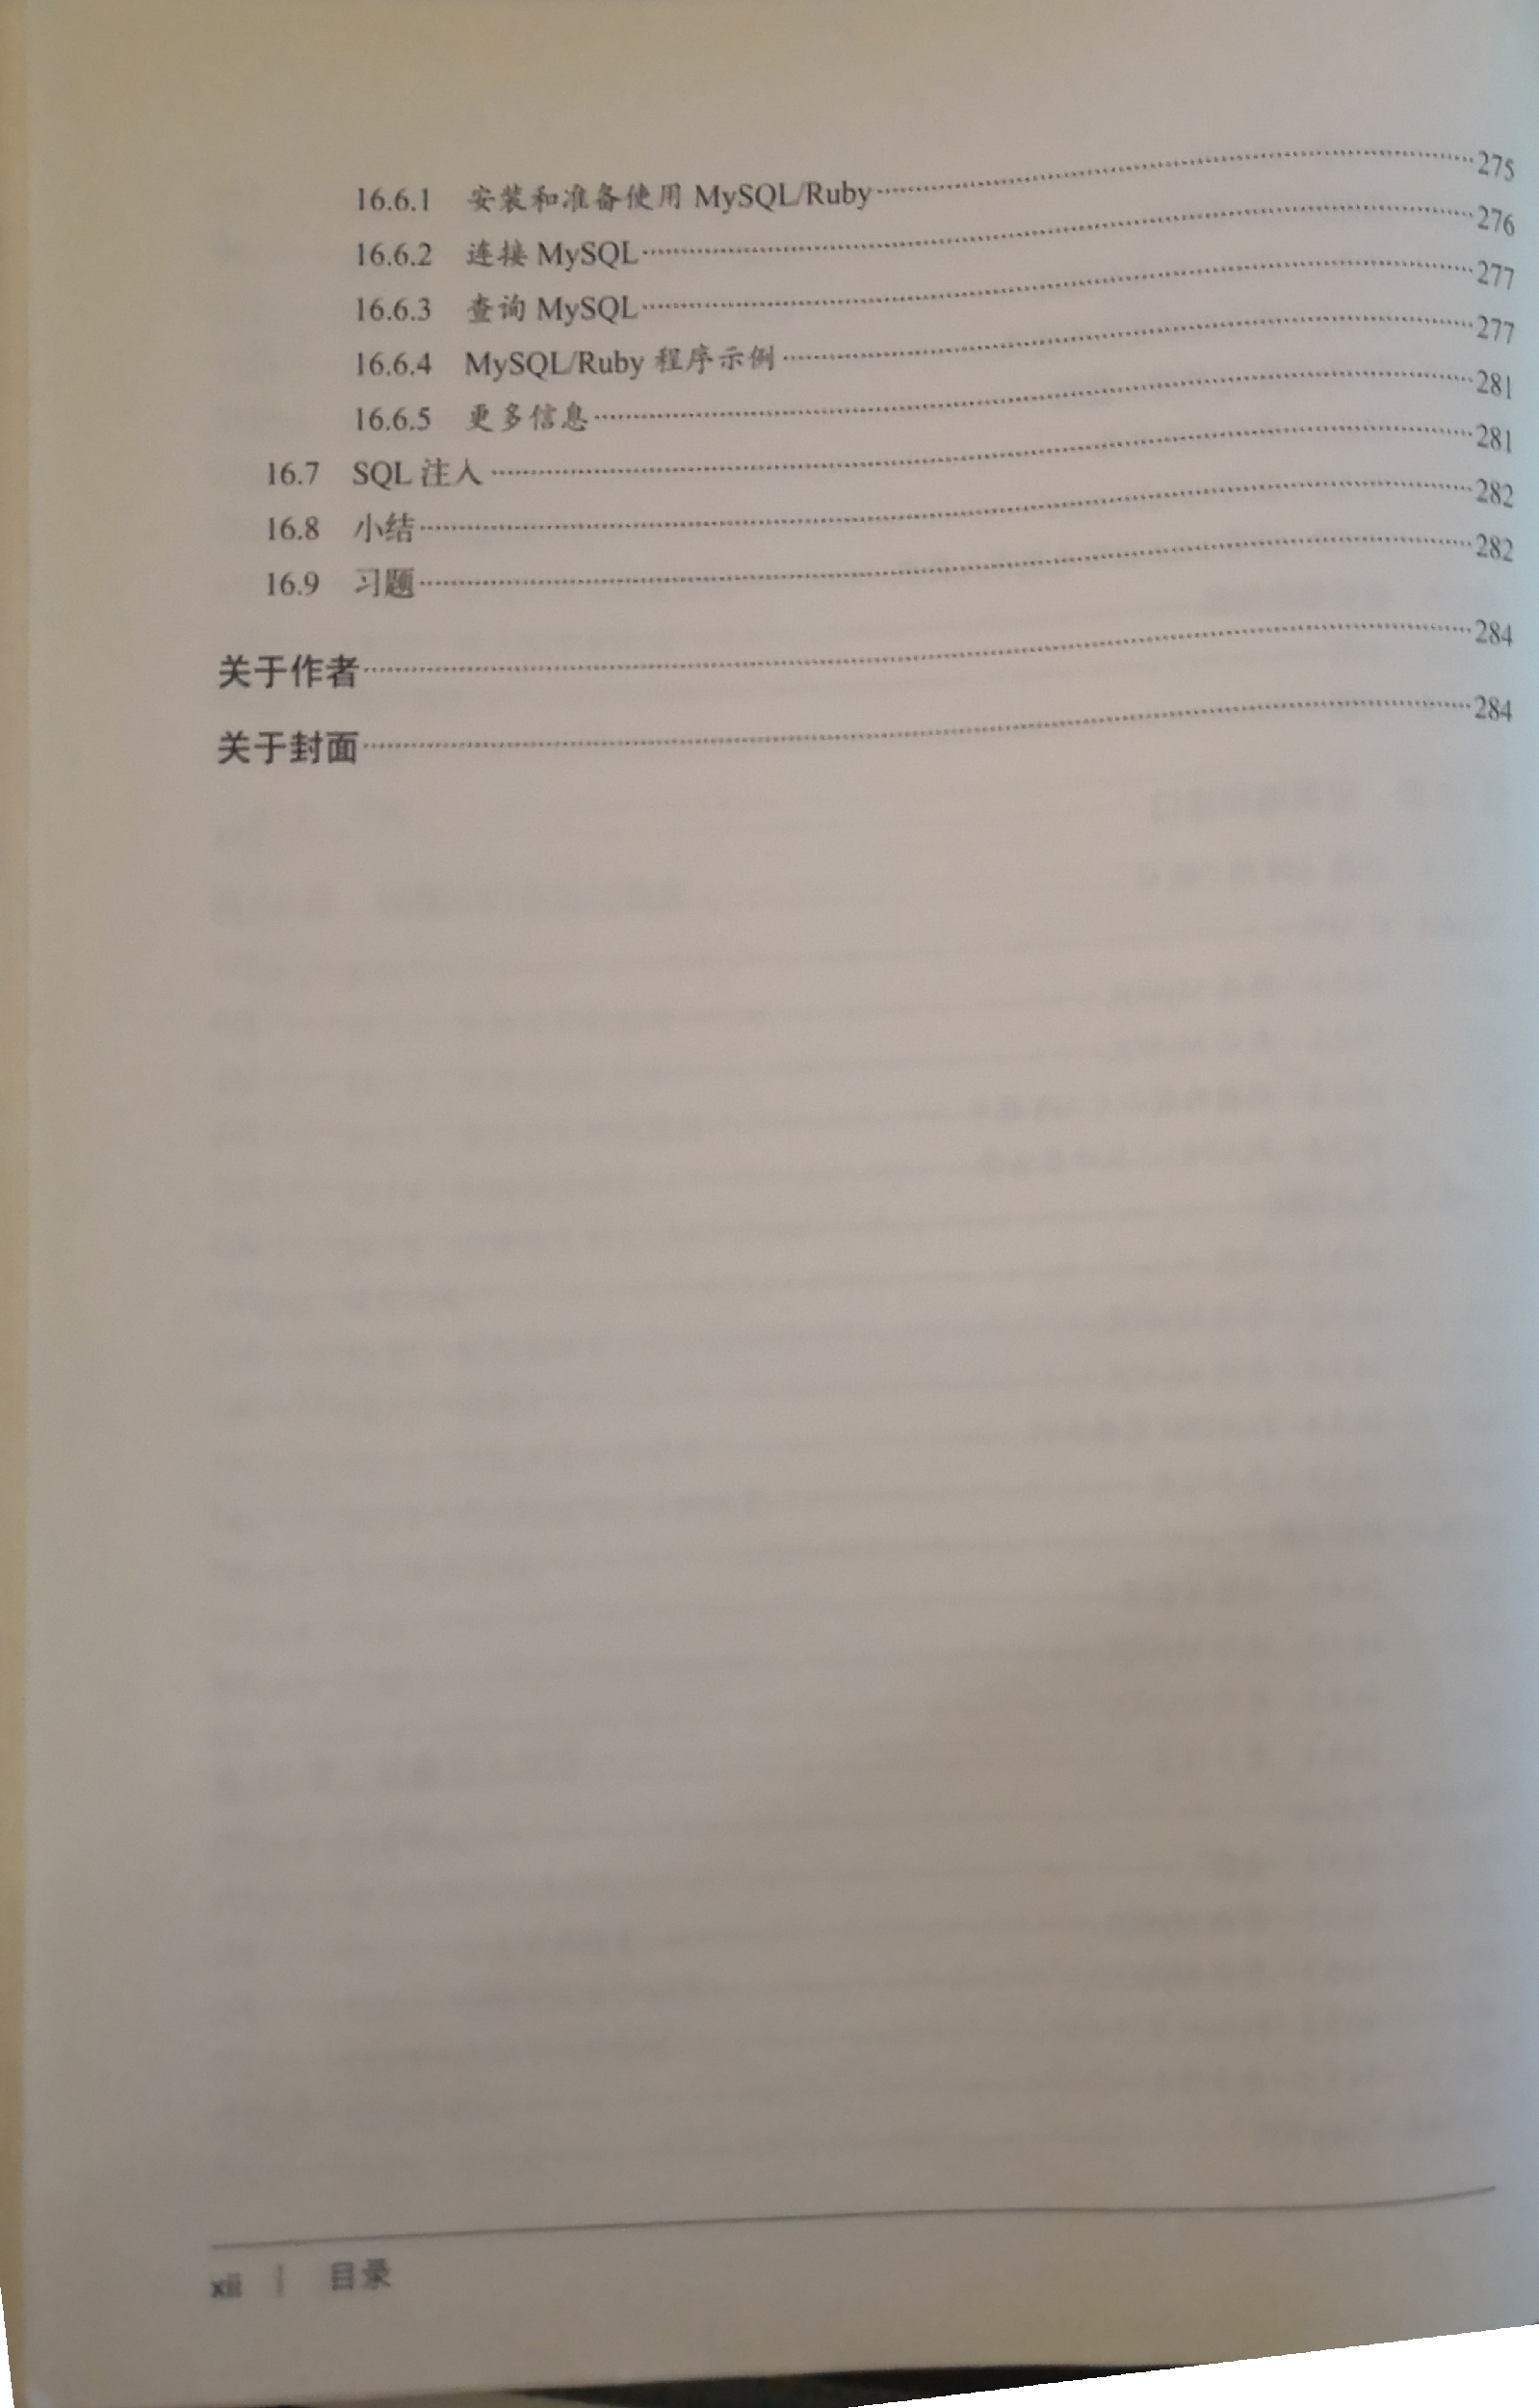 16.6.1 安装和准备使用 MySQL/Ruby 275
16.6.2 连接 MySQL 276
16.6.3 查询 MySQL 277
16.6.4 MySQL/Ruby 程序示例 277
16.6.5 更多信息 281
16.7 SQL 注入 281
16.8 小结 282
16.9 习题 282
关于作者 284
关于封面 284
xii | 目录